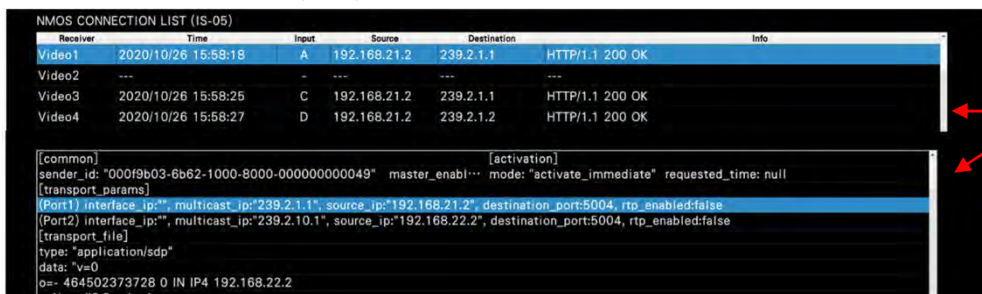 NMOS CONNECTION LIST (IS-05)
Receiver Time Input Source Destination Info
Video1 2020/10/26 15:58:18 A 192.168.21.2 239.2.1.1 HTTP/1.1 200 OK
Video2 --- - --- --- ---
Video3 2020/10/26 15:58:25 C 192.168.21.2 239.2.1.1 HTTP/1.1 200 OK
Video4 2020/10/26 15:58:27 D 192.168.21.2 239.2.1.2 HTTP/1.1 200 OK
[common] [activation]
sender_id: "000f9b03-6b62-1000-8000-000000000049" master_enabl··· mode: "activate_immediate" requested_time: null
[transport_params]
(Port1) interface_ip:"", multicast_ip:"239.2.1.1", source_ip:"192.168.21.2", destination_port:5004, rtp_enabled:false
(Port2) interface_ip:"", multicast_ip:"239.2.10.1", source_ip:"192.168.22.2", destination_port:5004, rtp_enabled:false
[transport_file]
type: "application/sdp"
data: "v=0
o=- 464502373728 0 IN IP4 192.168.22.2